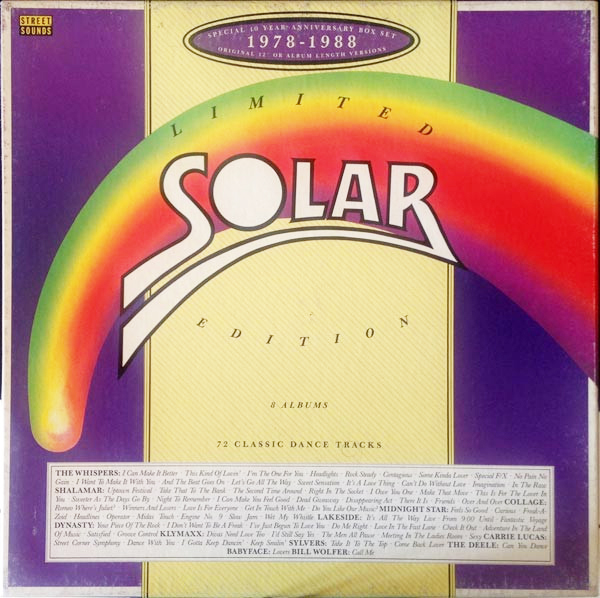 STREET
SOUNDS
SPECIAL 10 YEAR ANNIVERSARY BOX SET
1978-1988
ORIGINAL 12" OR ALBUM LENGTH VERSIONS
LIMITED
SOLAR
EDITION
8 ALBUMS
72 CLASSIC DANCE TRACKS
THE WHISPERS: I Can Make It Better · This Kind Of Lovin' · I'm The One For You · Headlights · Rock Steady · Contagious · Some Kinda Lover · Special F/X · No Pain No
Gain · I Want To Make It With You · And The Beat Goes On · Let's Go All The Way · Sweet Sensation · It's A Love Thing · Can't Do Without Love · Imagination · In The Raw
SHALAMAR: Uptown Festival · Take That To The Bank · The Second Time Around · Right In The Socket · I Owe You One · Make That Move · This Is For The Lover In
You · Sweeter As The Days Go By · Night To Remember · I Can Make You Feel Good · Dead Giveaway · Disappearing Act · There It Is · Friends · Over And Over COLLAGE:
Romeo Where's Juliet? · Winners And Losers · Love Is For Everyone · Get In Touch With Me · Do You Like Our Music? MIDNIGHT STAR: Feels So Good · Curious · Freak-A-
Zoid · Headlines · Operator · Midas Touch · Engine No. 9 · Slow Jam · Wet My Whistle LAKESIDE: It's All The Way Live · From 9:00 Until · Fantastic Voyage
DYNASTY: Your Piece Of The Rock · I Don't Want To Be A Freak · I've Just Begun To Love You · Do Me Right · Love In The Fast Lane · Check It Out · Adventure In The Land
Of Music · Satisfied · Groove Control KLYMAXX: Divas Need Love Too · I'd Still Say Yes · The Men All Pause · Meeting In The Ladies Room · Sexy CARRIE LUCAS:
Street Corner Symphony · Dance With You · I Gotta Keep Dancin' · Keep Smilin' SYLVERS: Take It To The Top · Come Back Lover THE DEELE: Can You Dance
BABYFACE: Lovers BILL WOLFER: Call Me